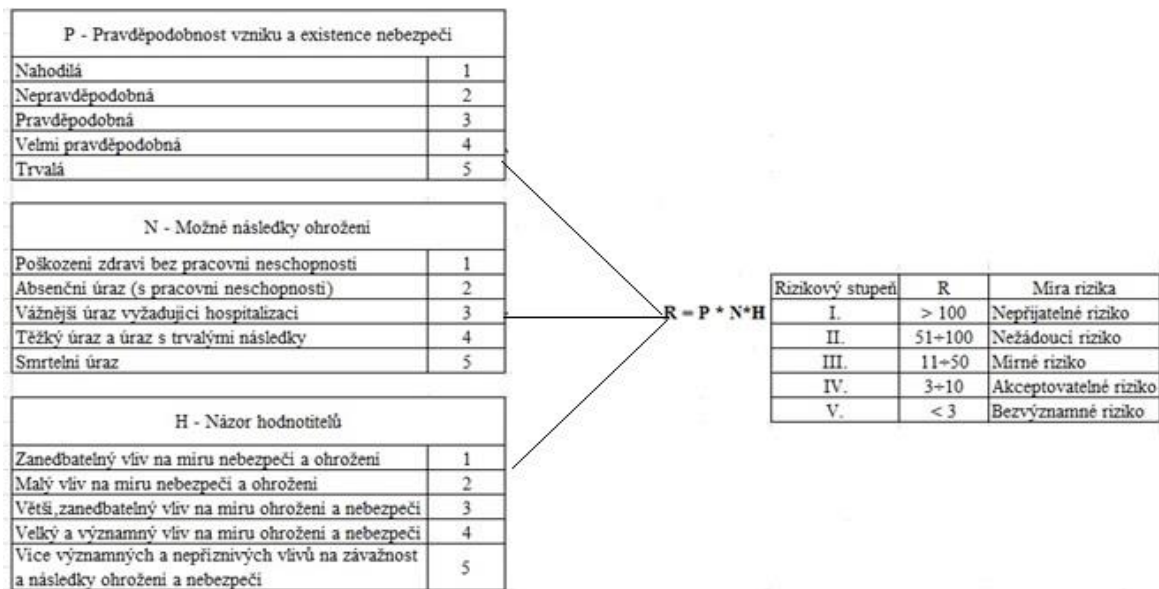 P - Pravděpodobnost vzniku a existence nebezpečí
Nahodilá 1
Nepravděpodobná 2
Pravděpodobná 3
Velmi pravděpodobná 4
Trvalá 5
N - Možné následky ohrožení
Poškození zdraví bez pracovní neschopnosti 1
Absenční úraz (s pracovní neschopností) 2
Vážnější úraz vyžadující hospitalizaci 3
Těžký úraz a úraz s trvalými následky 4
Smrtelní úraz 5
H - Názor hodnotitelů
Zanedbatelný vliv na míru nebezpečí a ohrožení 1
Malý vliv na míru nebezpečí a ohrožení 2
Větší,zanedbatelný vliv na míru ohrožení a nebezpečí 3
Velký a významný vliv na míru ohrožení a nebezpečí 4
Více významných a nepříznivých vlivů na závažnost
a následky ohrožení a nebezpečí 5
R = P * N*H
Rizikový stupeň R Míra rizika
I. > 100 Nepřijatelné riziko
II. 51÷100 Nežádoucí riziko
III. 11÷50 Mírné riziko
IV. 3÷10 Akceptovatelné riziko
V. < 3 Bezvýznamné riziko